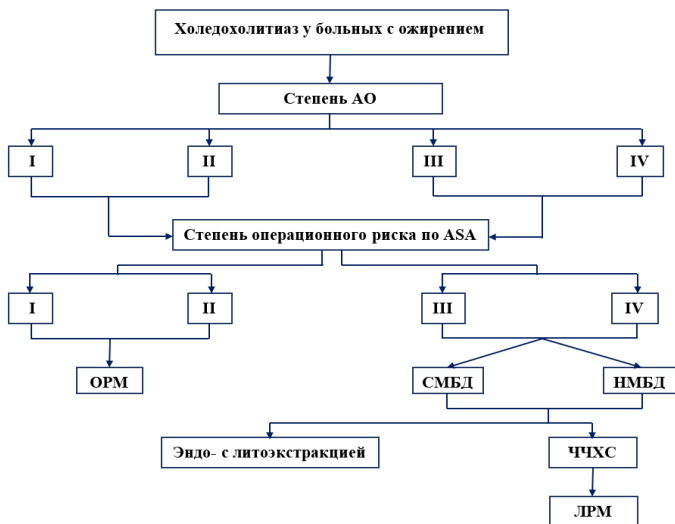 Холедохолитиаз у больных с ожирением
Степень АО
I II III IV
Степень операционного риска по ASA
I II III IV
ОРМ СМБД НМБД
Эндо- с литоэкстракцией ЧЧХС
ЛРМ